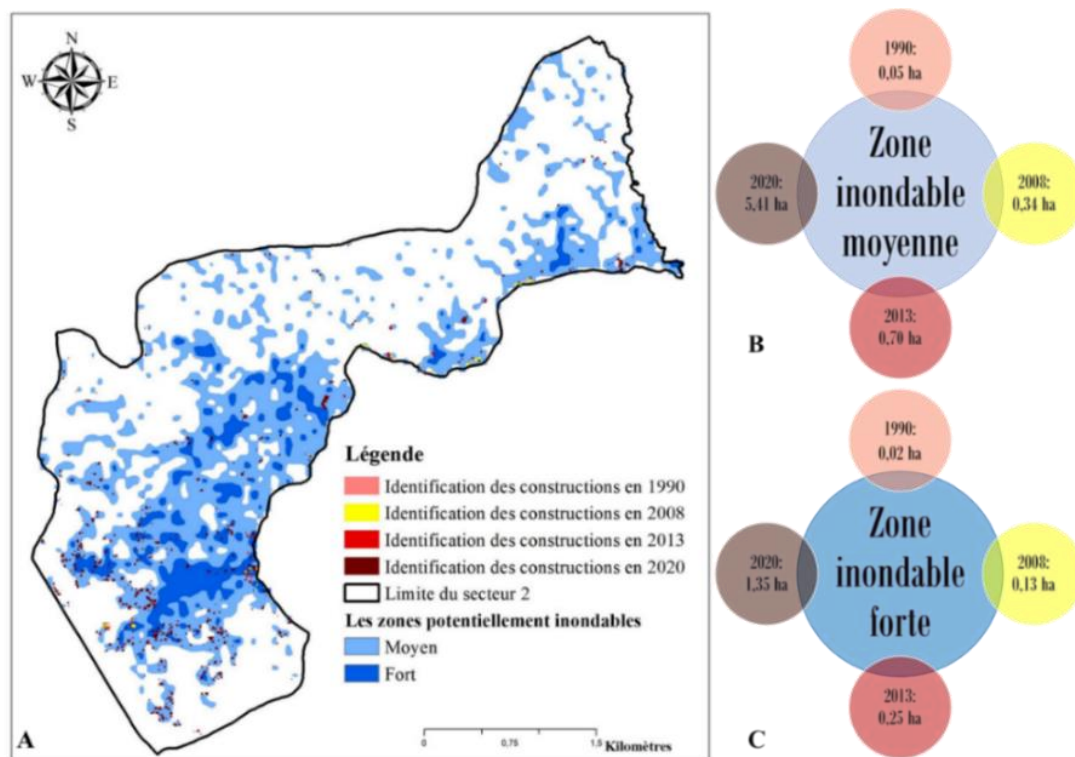 N
W E
S
Légende
Identification des constructions en 1990
Identification des constructions en 2008
Identification des constructions en 2013
Identification des constructions en 2020
Limite du secteur 2
Les zones potentiellement inondables
Moyen
Fort
0 0,75 1,5
Kilomètres
A
1990:
0,05 ha
Zone
inondable
moyenne
2020:
5,41 ha
2008:
0,34 ha
2013:
0,70 ha
B
1990:
0,02 ha
Zone
inondable
forte
2020:
1,35 ha
2008:
0,13 ha
2013:
0,25 ha
C